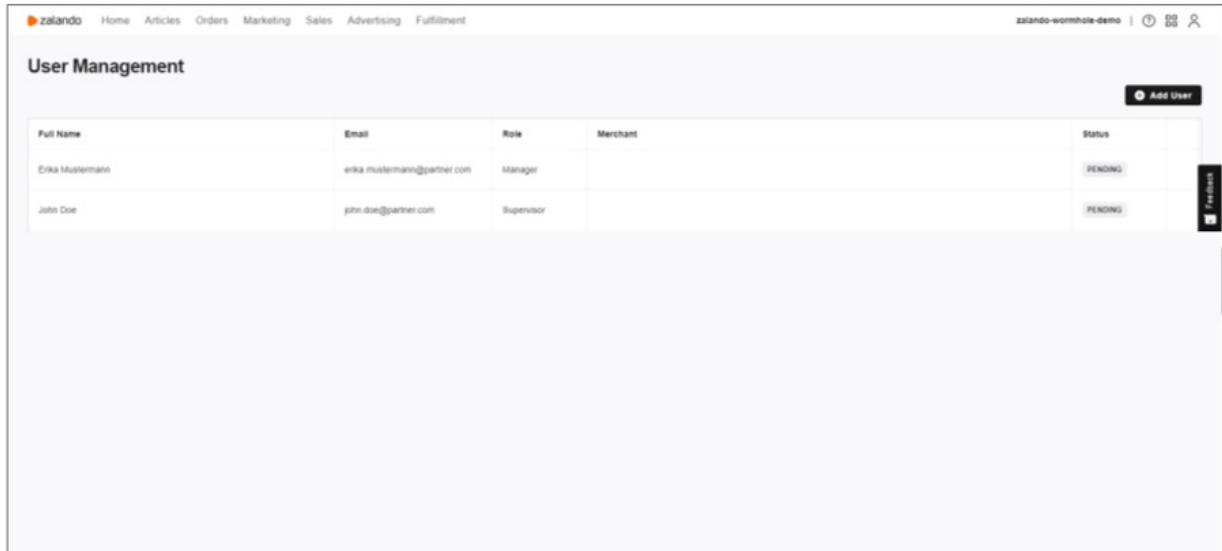 zalando Home Articles Orders Marketing Sales Advertising Fulfillment zalando-wormhole-demo |
User Management
Add User
Full Name Email Role Merchant Status
Erika Mustermann erika.mustermann@partner.com Manager PENDING
John Doe john.doe@partner.com Supervisor PENDING
Feedback